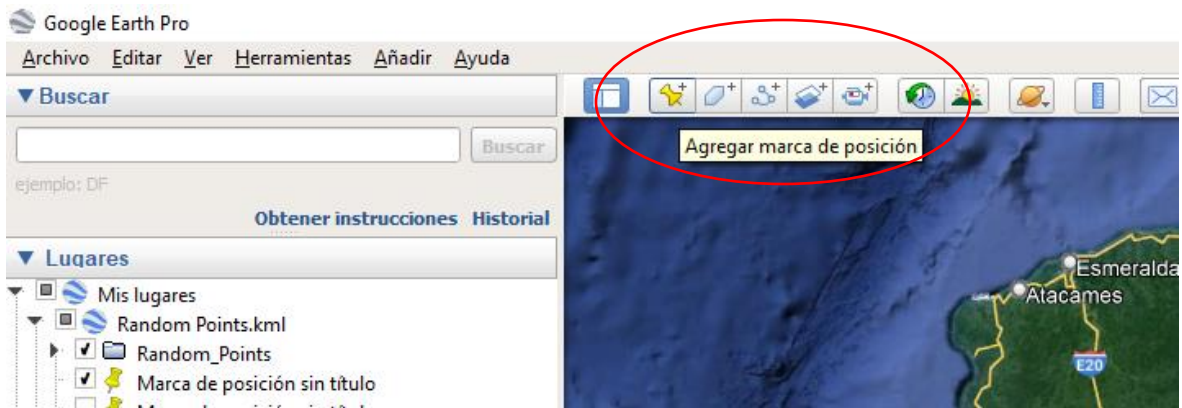 Google Earth Pro
Archivo Editar Ver Herramientas Añadir Ayuda
Buscar
Buscar
ejemplo: DF
Obtener instrucciones Historial
Lugares
Mis lugares
Random Points.kml
Random_Points
Marca de posición sin título
Agregar marca de posición
Esmeralda
Atacames
E20